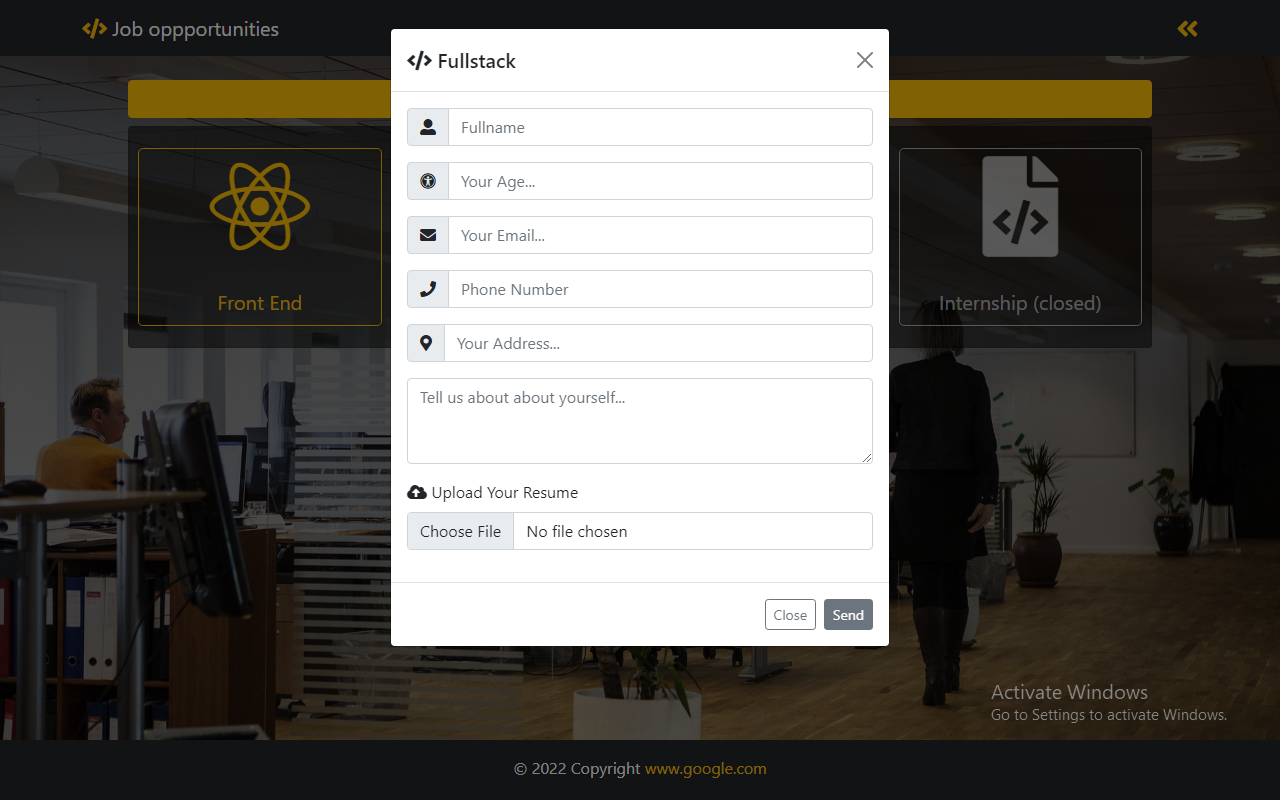 Job oppportunities
Fullstack
Fullname
Your Age...
Your Email...
Phone Number
Your Address...
Tell us about about yourself...
Upload Your Resume
Choose File No file chosen
Close Send
Front End
Internship (closed)
Activate Windows
Go to Settings to activate Windows.
© 2022 Copyright www.google.com